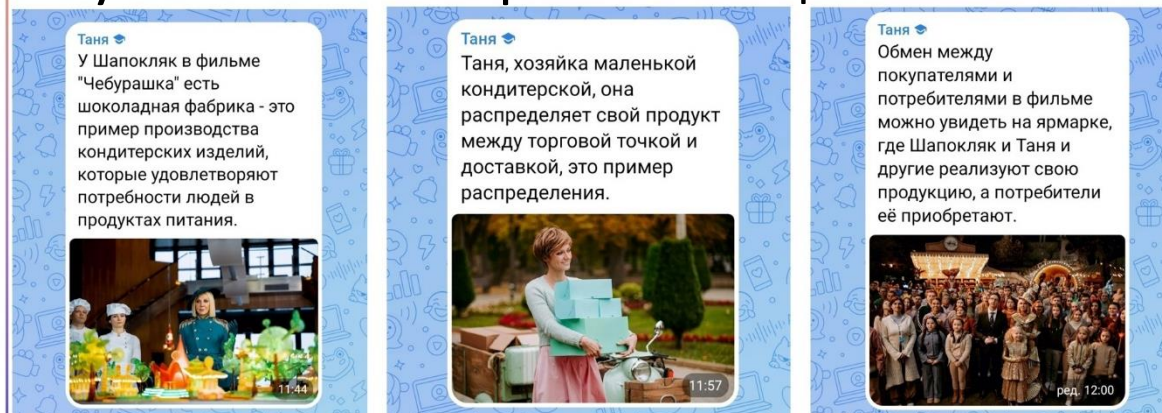 Таня
У Шапокляк в фильме
"Чебурашка" есть
шоколадная фабрика - это
пример производства
кондитерских изделий,
которые удовлетворяют
потребности людей в
продуктах питания.
11:44
Таня
Таня, хозяйка маленькой
кондитерской, она
распределяет свой продукт
между торговой точкой и
доставкой, это пример
распределения.
11:57
Таня
Обмен между
покупателями и
потребителями в фильме
можно увидеть на ярмарке,
где Шапокляк и Таня и
другие реализуют свою
продукцию, а потребители
её приобретают.
ред. 12:00